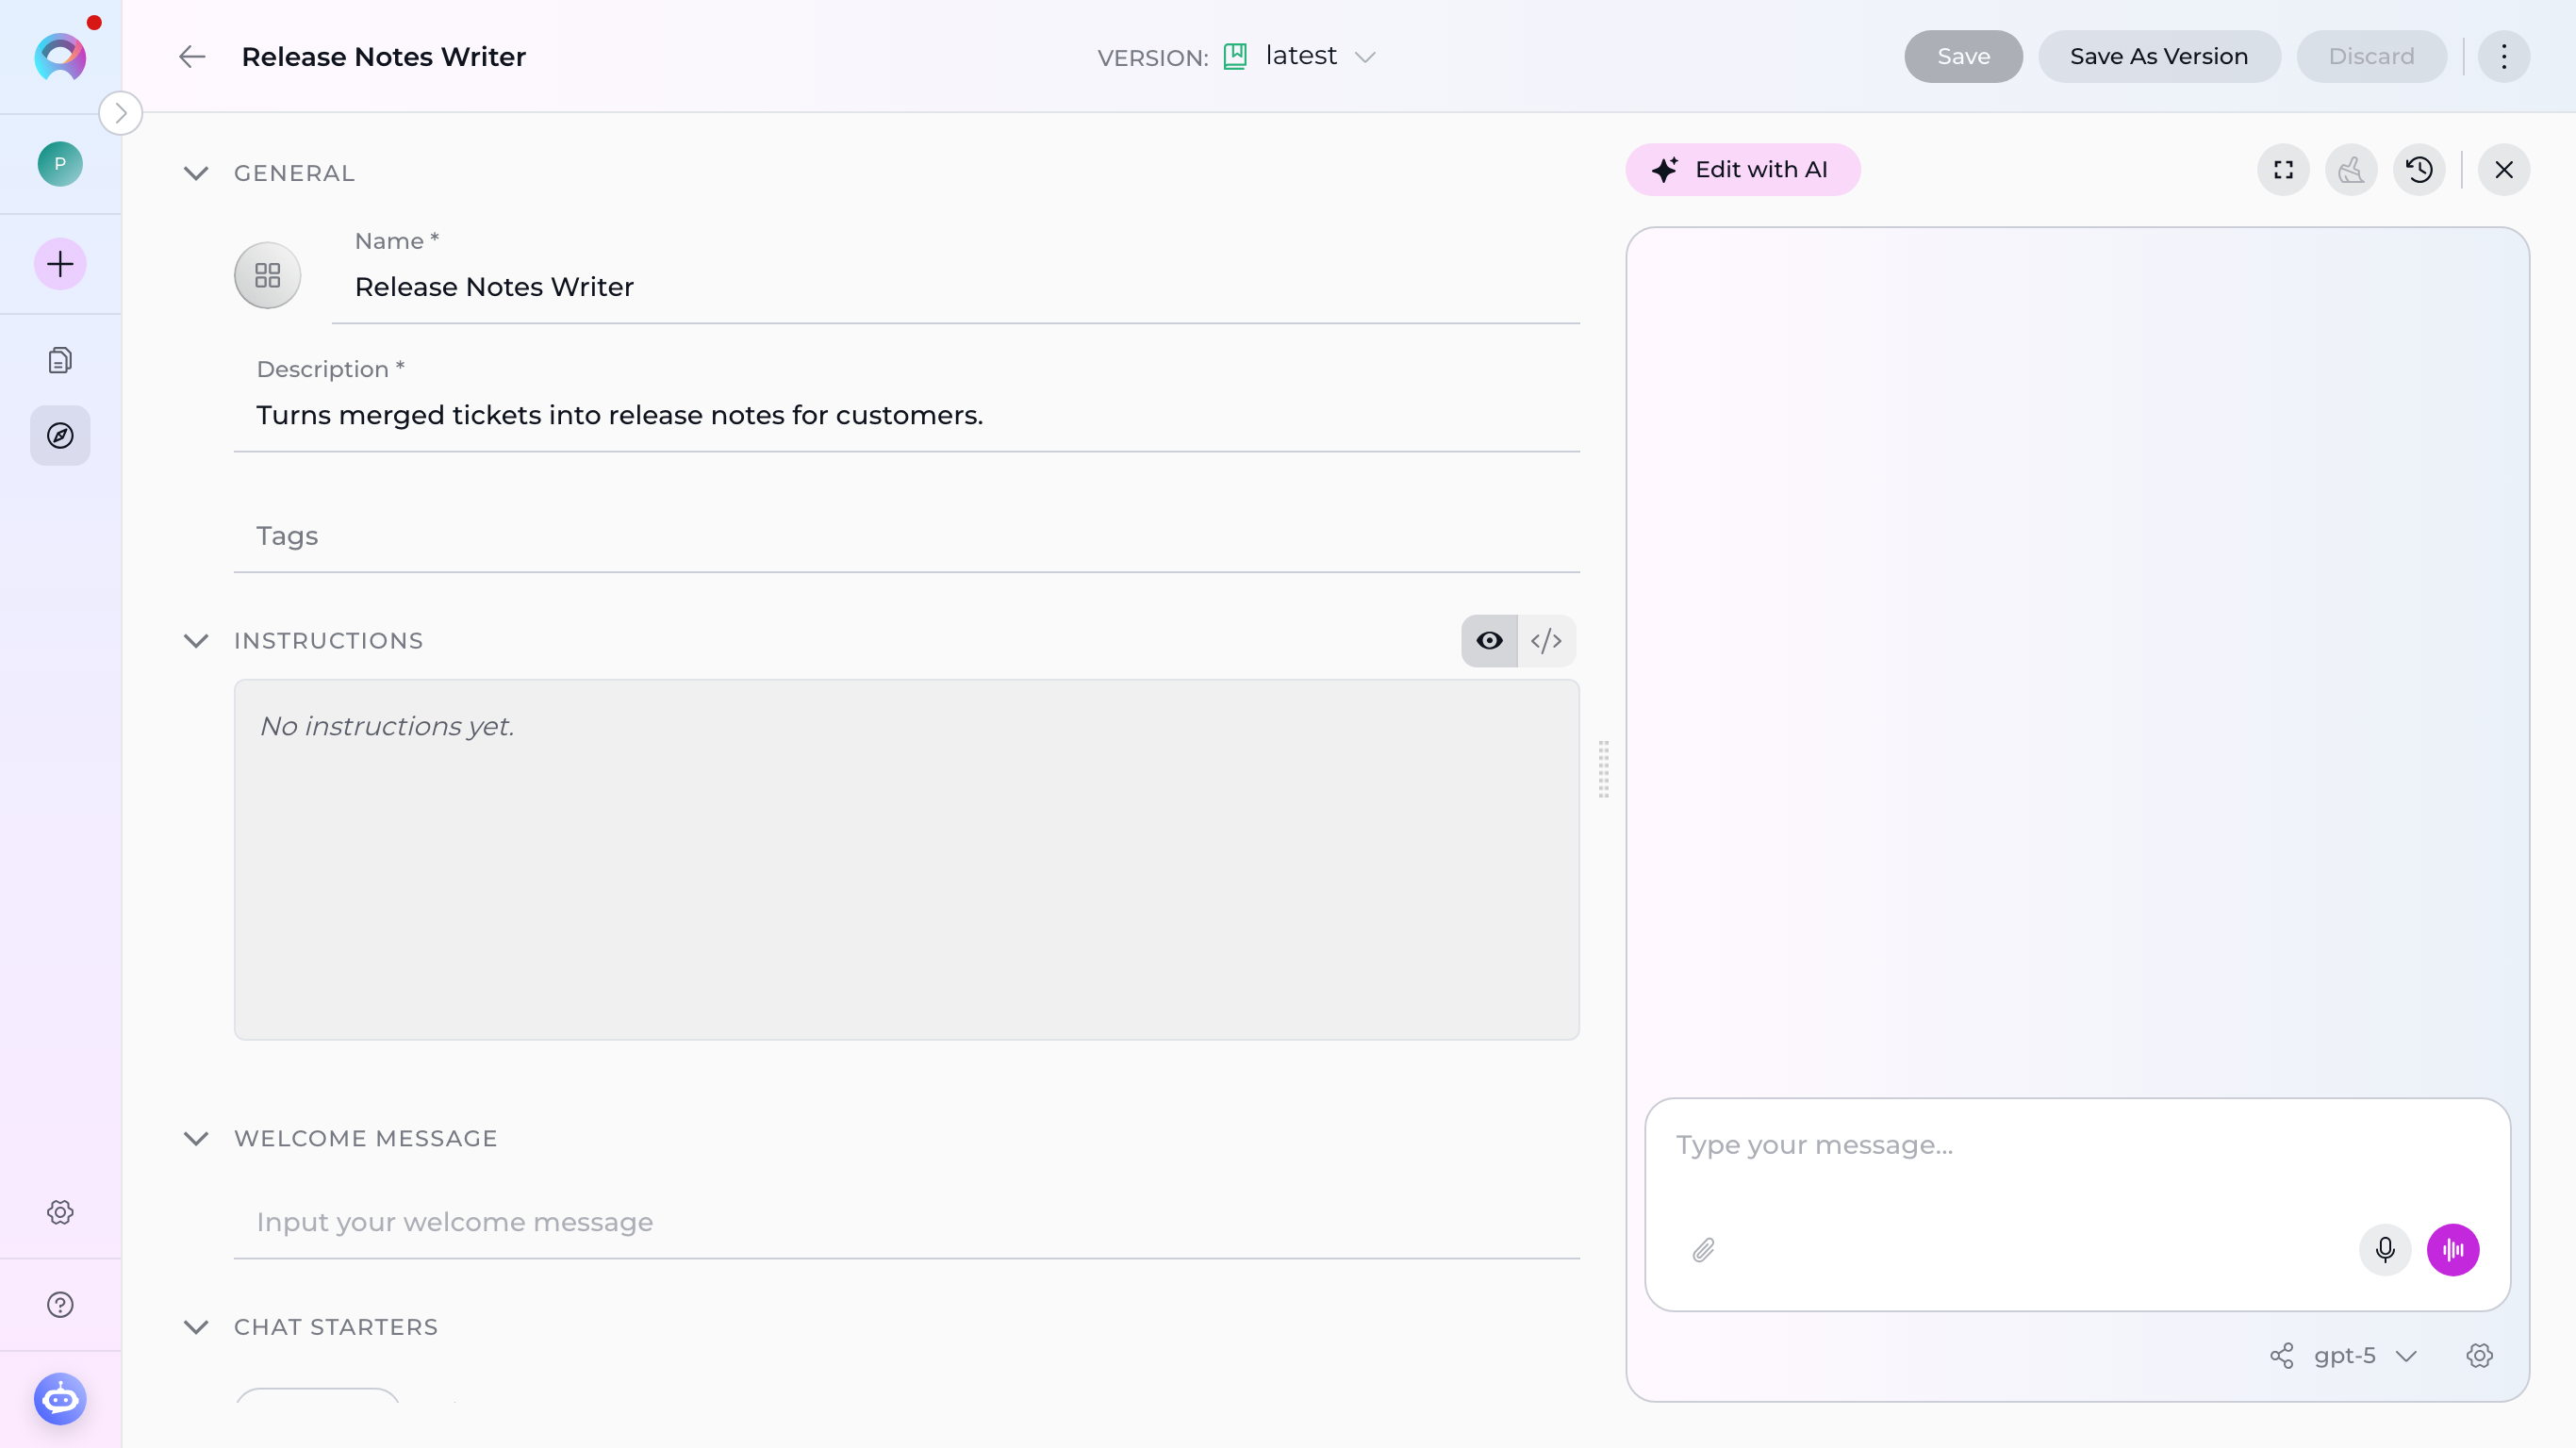 Release Notes Writer
VERSION: latest
Save
Save As Version
Discard
P
GENERAL
Name *
Release Notes Writer
Description *
Turns merged tickets into release notes for customers.
Tags
INSTRUCTIONS
</>
No instructions yet.
WELCOME MESSAGE
Input your welcome message
CHAT STARTERS
Edit with AI
Type your message...
gpt-5